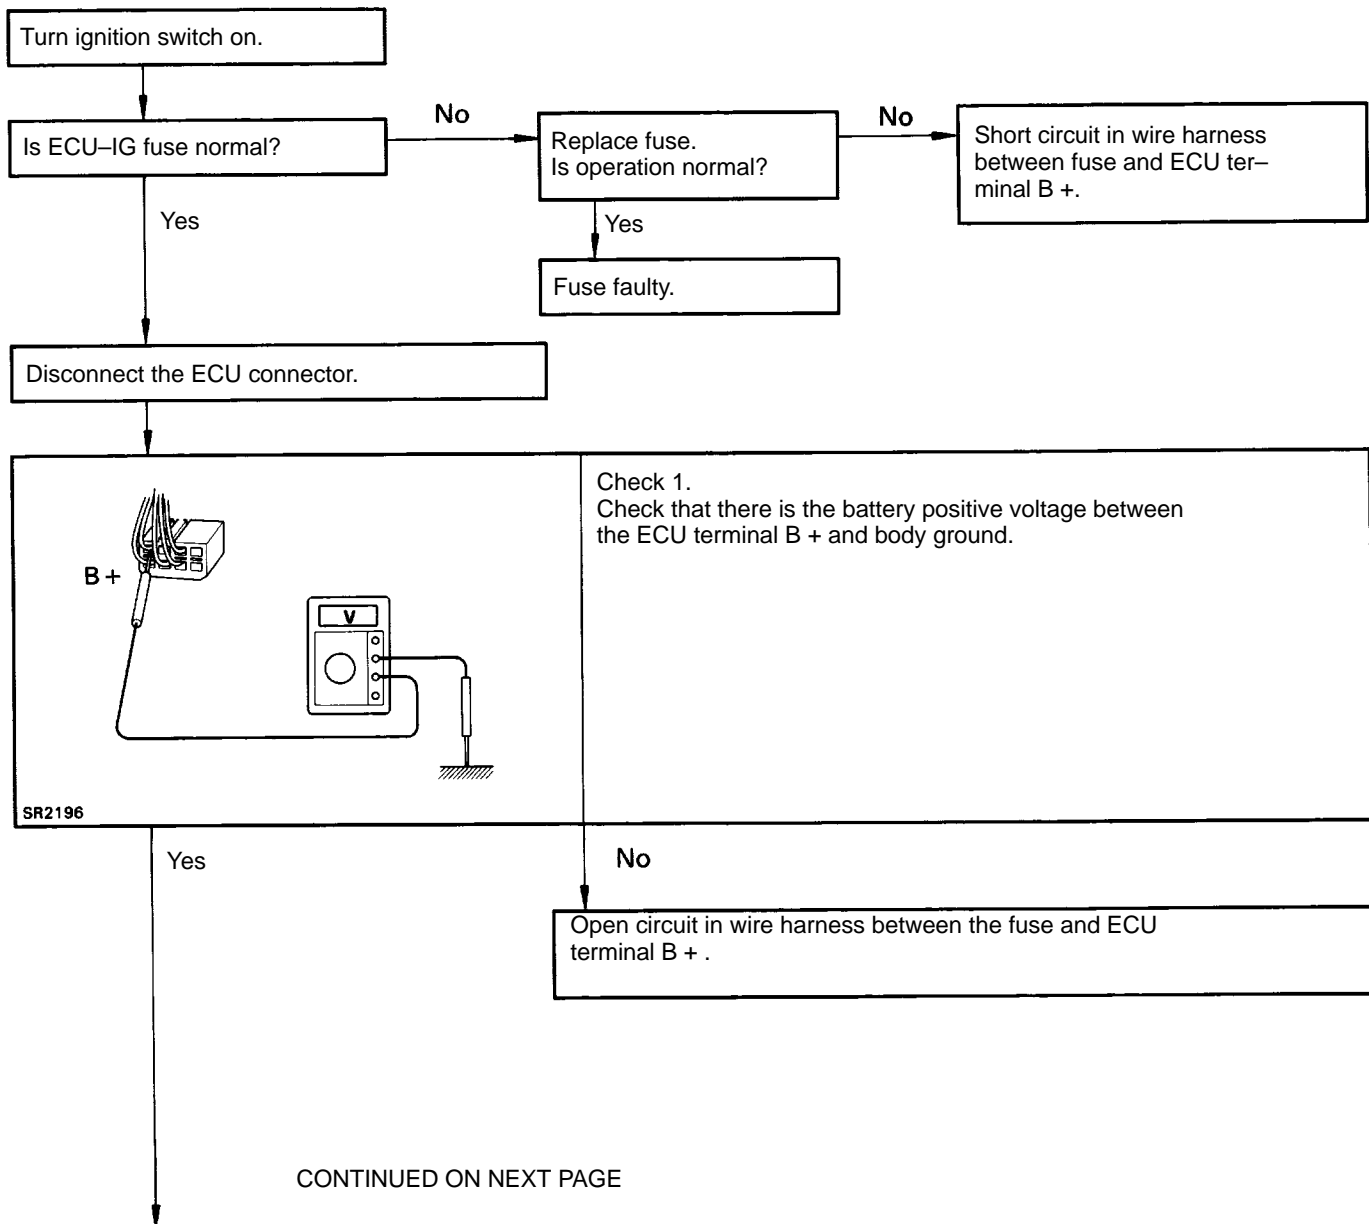 Turn ignition switch on.
Is ECU–IG fuse normal?
No
Replace fuse.
Is operation normal?
No
Short circuit in wire harness
between fuse and ECU ter–
minal B +.
Yes
Yes
Fuse faulty.
Disconnect the ECU connector.
Check 1.
Check that there is the battery positive voltage between
the ECU terminal B + and body ground.
B +
V
SR2196
Yes
No
Open circuit in wire harness between the fuse and ECU
terminal B + .
CONTINUED ON NEXT PAGE